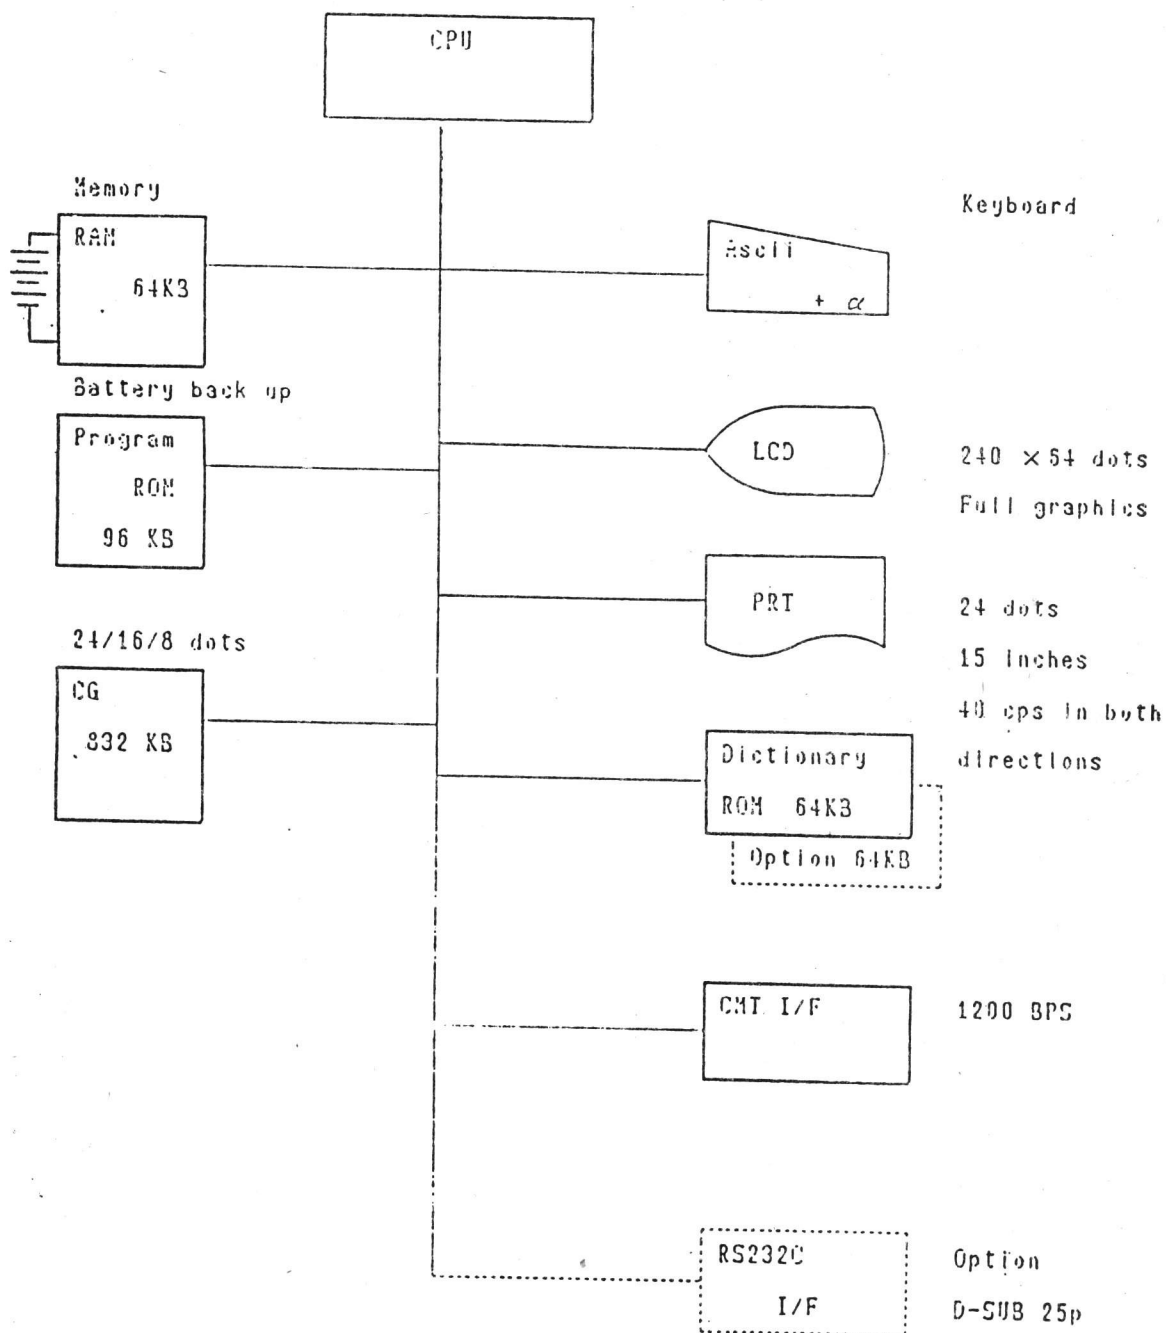 CPU
Memory
RAM
64KB
Battery back up
Program
ROM
96 KB
24/16/8 dots
CG
832 KB
Keyboard
Ascii
+ α
LCD
240 × 64 dots
Full graphics
PRT
24 dots
15 inches
40 cps in both
directions
Dictionary
ROM 64KB
Option 64KB
CMT I/F
1200 BPS
RS232C
I/F
Option
D-SUB 25p